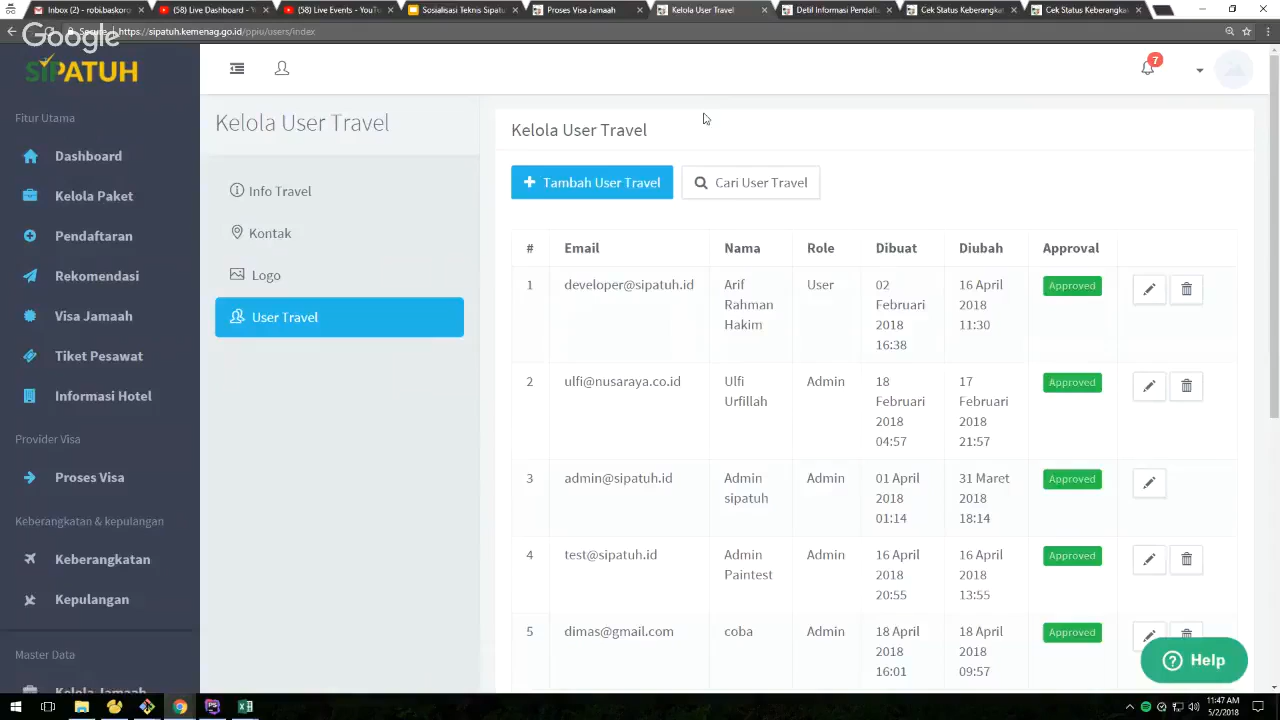 Inbox (20) - robi.baskoro
(58) Live Dashboard - Yo
(58) Live Events - YouT
Sosialisasi Teknis Sipatu
Proses Visa Jamaah
Kelola User Travel
Detil Informasi Persalinan
Cek Status Keberangkata
Cek Status Keberangkata
Google
Secure https://sipatuh.kemenag.go.id/ppiu/users/index
SIPATUH
7
Fitur Utama
Dashboard
Kelola Paket
Pendaftaran
Rekomendasi
Visa Jamaah
Tiket Pesawat
Informasi Hotel
Provider Visa
Proses Visa
Keberangkatan & kepulangan
Keberangkatan
Kepulangan
Master Data
Kelola Jamaah
Kelola User Travel
Info Travel
Kontak
Logo
User Travel
Kelola User Travel
Tambah User Travel
Cari User Travel
# Email Nama Role Dibuat Diubah Approval
1 developer@sipatuh.id Arif User 02 16 April Approved
Rahman Februari 2018
Hakim 2018 11:30
16:38
2 ulfi@nusaraya.co.id Ulfi Admin 18 17 Approved
Urfillah Februari Februari
2018 2018
04:57 21:57
3 admin@sipatuh.id Admin Admin 01 April 31 Maret Approved
sipatuh 2018 2018
01:14 18:14
4 test@sipatuh.id Admin Admin 16 April 16 April Approved
Paintest 2018 2018
20:55 13:55
5 dimas@gmail.com coba Admin 18 April 18 April Approved
2018 2018
16:01 09:57
Help
11:47 AM
5/2/2018